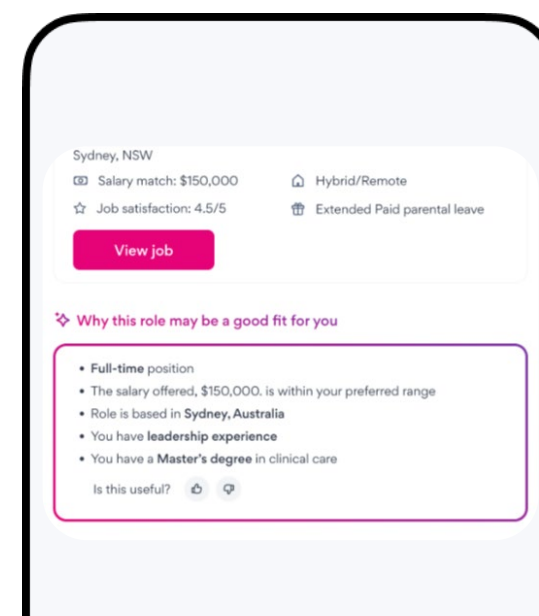 Sydney, NSW
Salary match: $150,000
Hybrid/Remote
Job satisfaction: 4.5/5
Extended Paid parental leave
View job
Why this role may be a good fit for you
• Full-time position
• The salary offered, $150,000. is within your preferred range
• Role is based in Sydney, Australia
• You have leadership experience
• You have a Master's degree in clinical care
Is this useful?